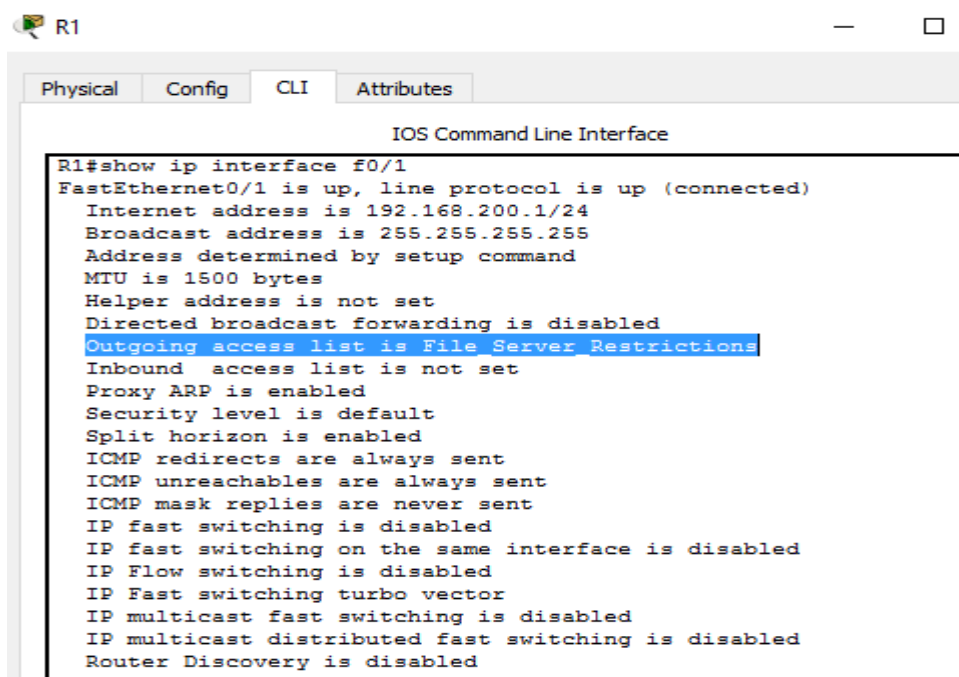 R1
Physical Config CLI Attributes
IOS Command Line Interface
R1#show ip interface f0/1
FastEthernet0/1 is up, line protocol is up (connected)
Internet address is 192.168.200.1/24
Broadcast address is 255.255.255.255
Address determined by setup command
MTU is 1500 bytes
Helper address is not set
Directed broadcast forwarding is disabled
Outgoing access list is File_Server_Restrictions
Inbound  access list is not set
Proxy ARP is enabled
Security level is default
Split horizon is enabled
ICMP redirects are always sent
ICMP unreachables are always sent
ICMP mask replies are never sent
IP fast switching is disabled
IP fast switching on the same interface is disabled
IP Flow switching is disabled
IP Fast switching turbo vector
IP multicast fast switching is disabled
IP multicast distributed fast switching is disabled
Router Discovery is disabled